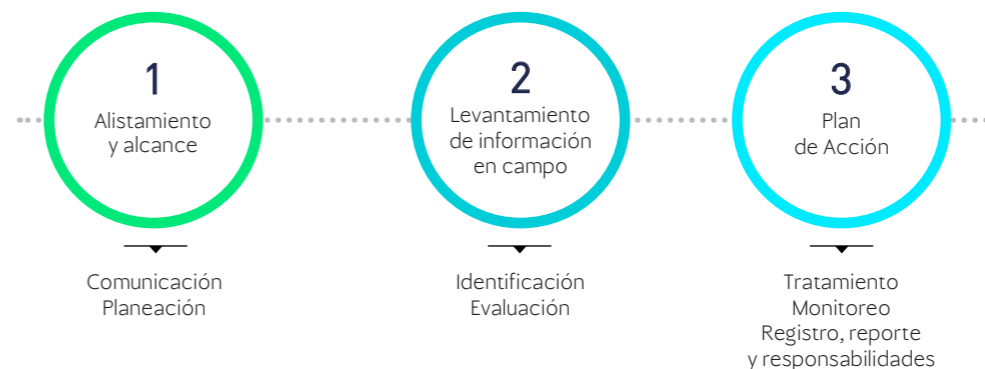 1
Alistamiento
y alcance
2
Levantamiento
de información
en campo
3
Plan
de Acción
Comunicación
Planeación
Identificación
Evaluación
Tratamiento
Monitoreo
Registro, reporte
y responsabilidades